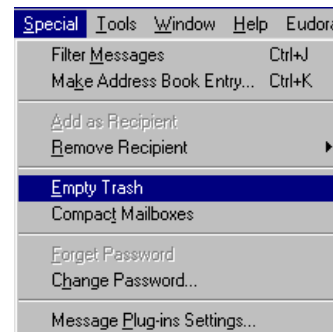 Special Tools Window Help Eudora
Filter Messages Ctrl+J
Make Address Book Entry... Ctrl+K
Add as Recipient
Remove Recipient
Empty Trash
Compact Mailboxes
Forget Password
Change Password...
Message Plug-ins Settings...